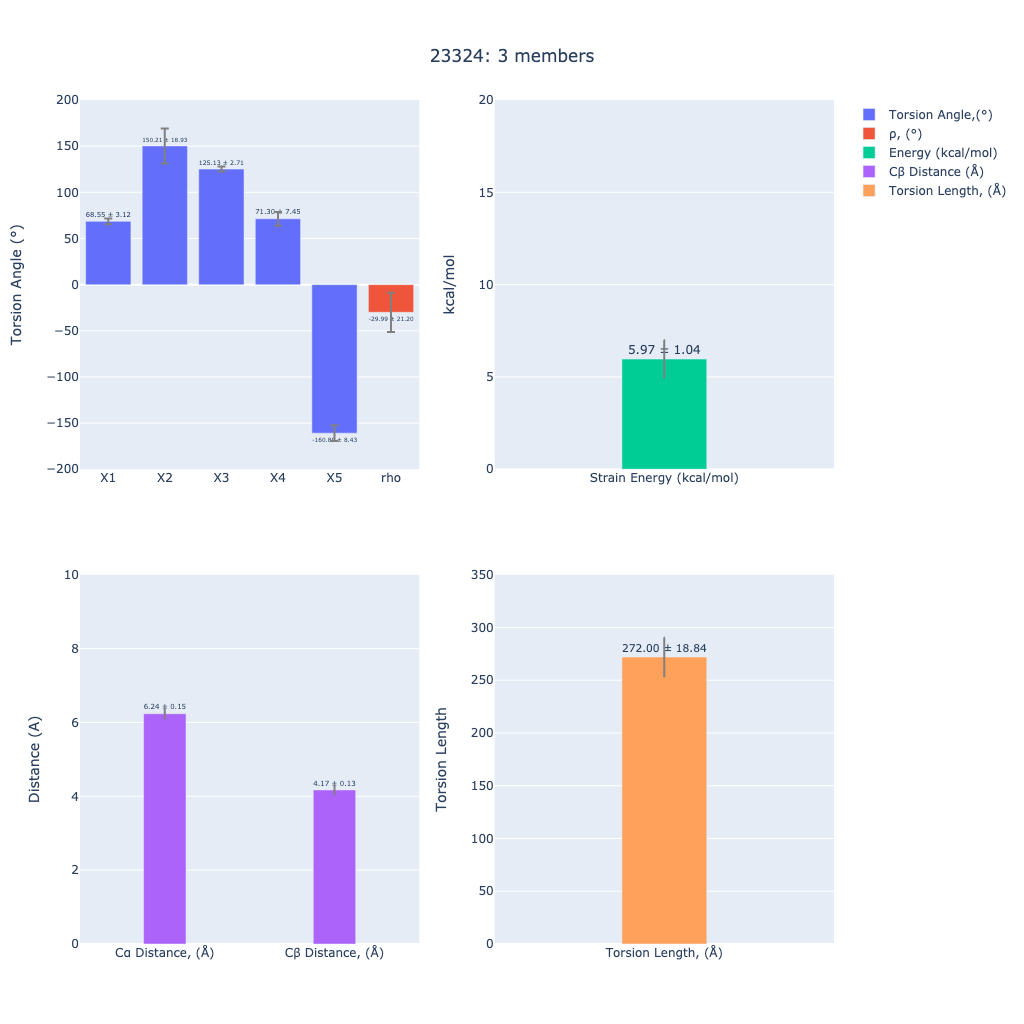 23324: 3 members
Torsion Angle (°)
200
150
100
50
0
−50
−100
−150
−200
68.55 ± 3.12
150.21 ± 18.93
125.13 ± 2.71
71.30 ± 7.45
± 8.43
-29.99 ± 21.20
X1 X2 X3 X4 X5 rho
kcal/mol
20
15
10
5
0
5.97 ± 1.04
Strain Energy (kcal/mol)
Torsion Angle,(°)
ρ, (°)
Energy (kcal/mol)
Cβ Distance (Å)
Torsion Length, (Å)
Distance (A)
10
8
6
4
2
0
6.24 ± 0.15
4.17 ± 0.13
Cα Distance, (Å) Cβ Distance, (Å)
Torsion Length
350
300
250
200
150
100
50
0
272.00 ± 18.84
Torsion Length, (Å)